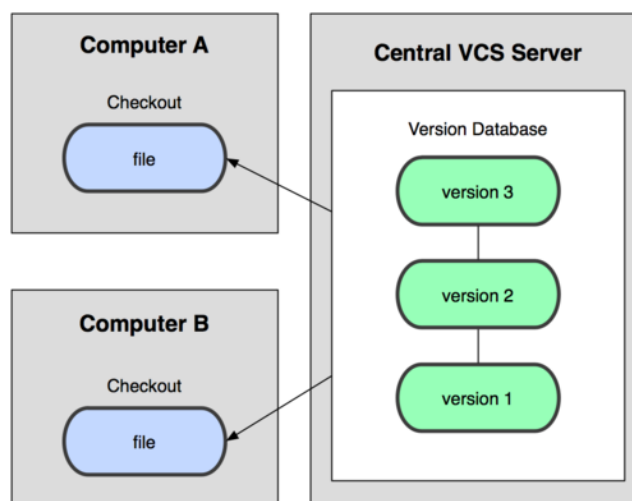 Computer A
Checkout
file
Computer B
Checkout
file
Central VCS Server
Version Database
version 3
version 2
version 1